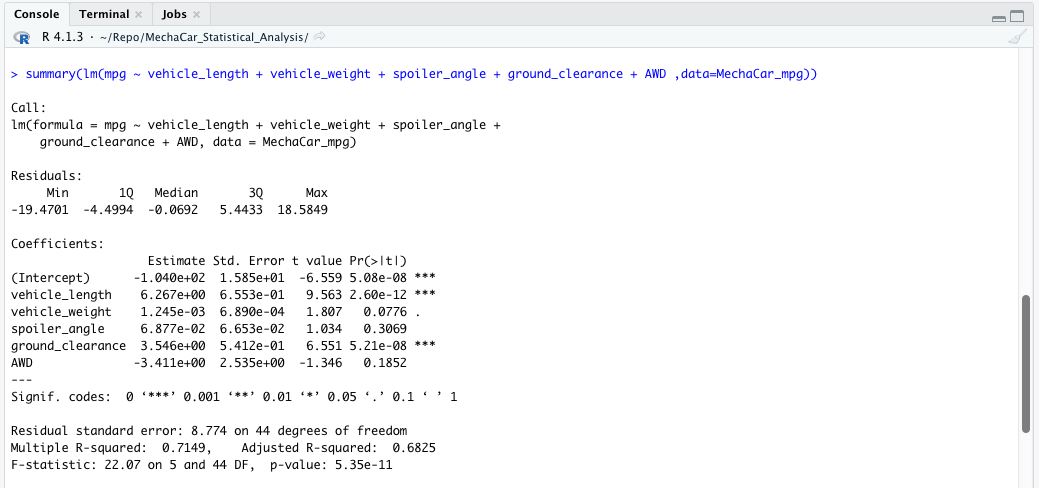 Console Terminal Jobs
R 4.1.3 · ~/Repo/MechaCar_Statistical_Analysis/
> summary(lm(mpg ~ vehicle_length + vehicle_weight + spoiler_angle + ground_clearance + AWD ,data=MechaCar_mpg))
Call:
lm(formula = mpg ~ vehicle_length + vehicle_weight + spoiler_angle +
    ground_clearance + AWD, data = MechaCar_mpg)
Residuals:
     Min       1Q   Median       3Q      Max
-19.4701  -4.4994  -0.0692   5.4433  18.5849
Coefficients:
                   Estimate Std. Error t value Pr(>|t|)
(Intercept)      -1.040e+02  1.585e+01  -6.559 5.08e-08 ***
vehicle_length    6.267e+00  6.553e-01   9.563 2.60e-12 ***
vehicle_weight    1.245e-03  6.890e-04   1.807   0.0776 .
spoiler_angle     6.877e-02  6.653e-02   1.034   0.3069
ground_clearance  3.546e+00  5.412e-01   6.551 5.21e-08 ***
AWD              -3.411e+00  2.535e+00  -1.346   0.1852
---
Signif. codes:  0 ‘***’ 0.001 ‘**’ 0.01 ‘*’ 0.05 ‘.’ 0.1 ‘ ’ 1
Residual standard error: 8.774 on 44 degrees of freedom
Multiple R-squared:  0.7149,    Adjusted R-squared:  0.6825
F-statistic: 22.07 on 5 and 44 DF,  p-value: 5.35e-11